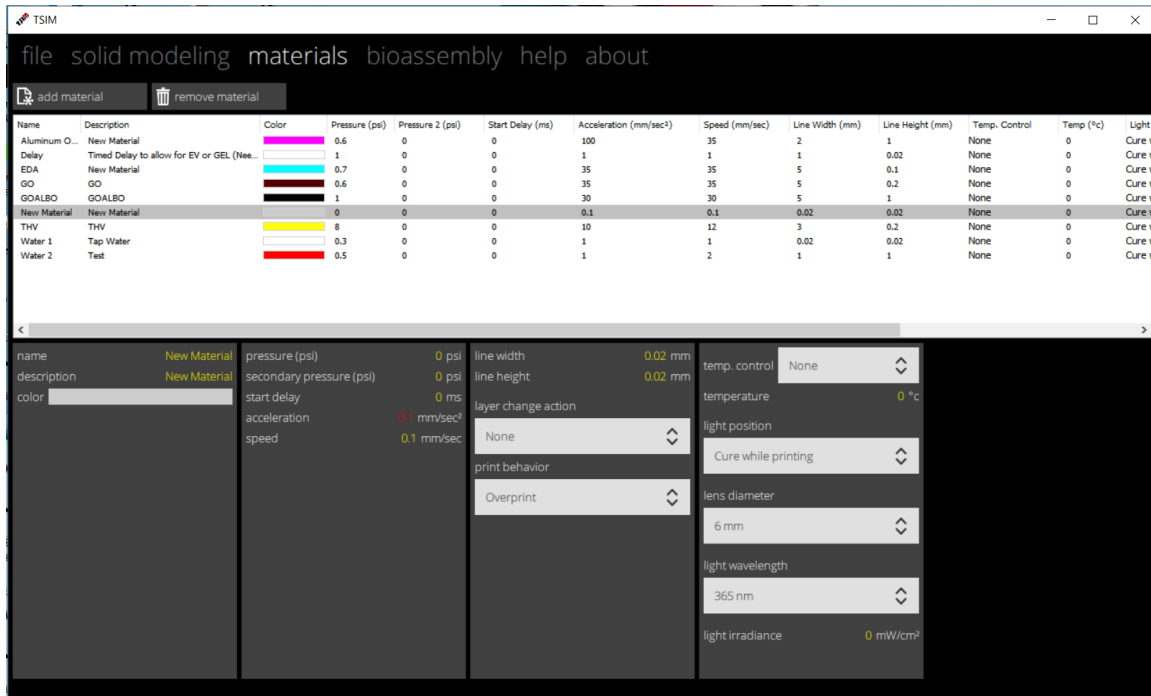 TSIM
file solid modeling materials bioassembly help about
add material remove material
Name Description Color Pressure (psi) Pressure 2 (psi) Start Delay (ms) Acceleration (mm/sec²) Speed (mm/sec) Line Width (mm) Line Height (mm) Temp. Control Temp (°c) Light
Aluminum O... New Material 0.6 0 0 100 35 2 1 None 0 Cure
Delay Timed Delay to allow for EV or GEL (Nee... 1 0 0 1 1 1 0.02 None 0 Cure
EDA New Material 0.7 0 0 35 35 5 0.1 None 0 Cure
GO GO 0.6 0 0 35 35 5 0.2 None 0 Cure
GOALBO GOALBO 1 0 0 30 30 5 1 None 0 Cure
New Material New Material 0 0 0 0.1 0.1 0.02 0.02 None 0 Cure
THV THV 8 0 0 10 12 3 0.2 None 0 Cure
Water 1 Tap Water 0.3 0 0 1 1 0.02 0.02 None 0 Cure
Water 2 Test 0.5 0 0 1 2 1 1 None 0 Cure
name New Material
description New Material
color
pressure (psi) 0 psi
secondary pressure (psi) 0 psi
start delay 0 ms
acceleration 0.1 mm/sec²
speed 0.1 mm/sec
line width 0.02 mm
line height 0.02 mm
layer change action
None
print behavior
Overprint
temp. control None
temperature 0 °c
light position
Cure while printing
lens diameter
6 mm
light wavelength
365 nm
light irradiance 0 mW/cm²